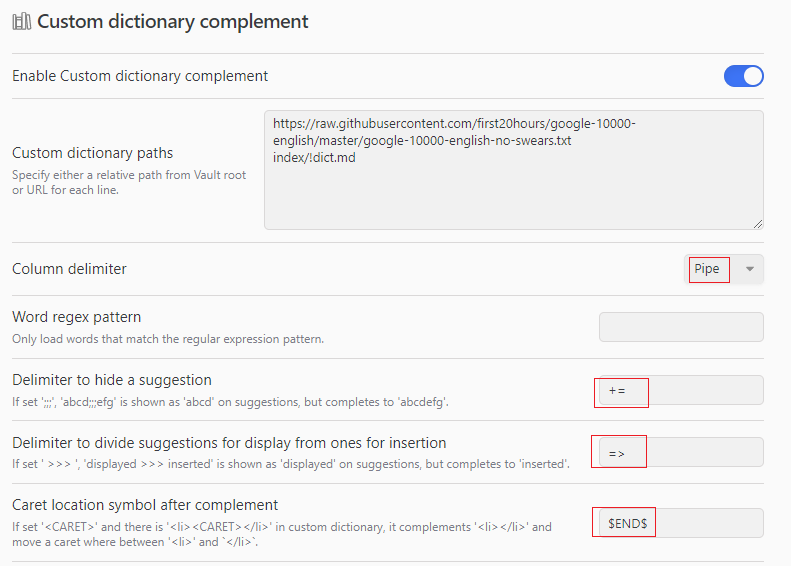 Custom dictionary complement
Enable Custom dictionary complement
https://raw.githubusercontent.com/first20hours/google-10000-
english/master/google-10000-english-no-swears.txt
index/!dict.md
Custom dictionary paths
Specify either a relative path from Vault root
or URL for each line.
Column delimiter
Pipe
Word regex pattern
Only load words that match the regular expression pattern.
Delimiter to hide a suggestion
If set ';;;', 'abcd;;;efg' is shown as 'abcd' on suggestions, but completes to 'abcdefg'.
+=
Delimiter to divide suggestions for display from ones for insertion
If set ' >>> ', 'displayed >>> inserted' is shown as 'displayed' on suggestions, but completes to 'inserted'.
=>
Caret location symbol after complement
If set '<CARET>' and there is '<li><CARET></li>' in custom dictionary, it complements '<li></li>' and
move a caret where between '<li>' and `</li>`.
$END$